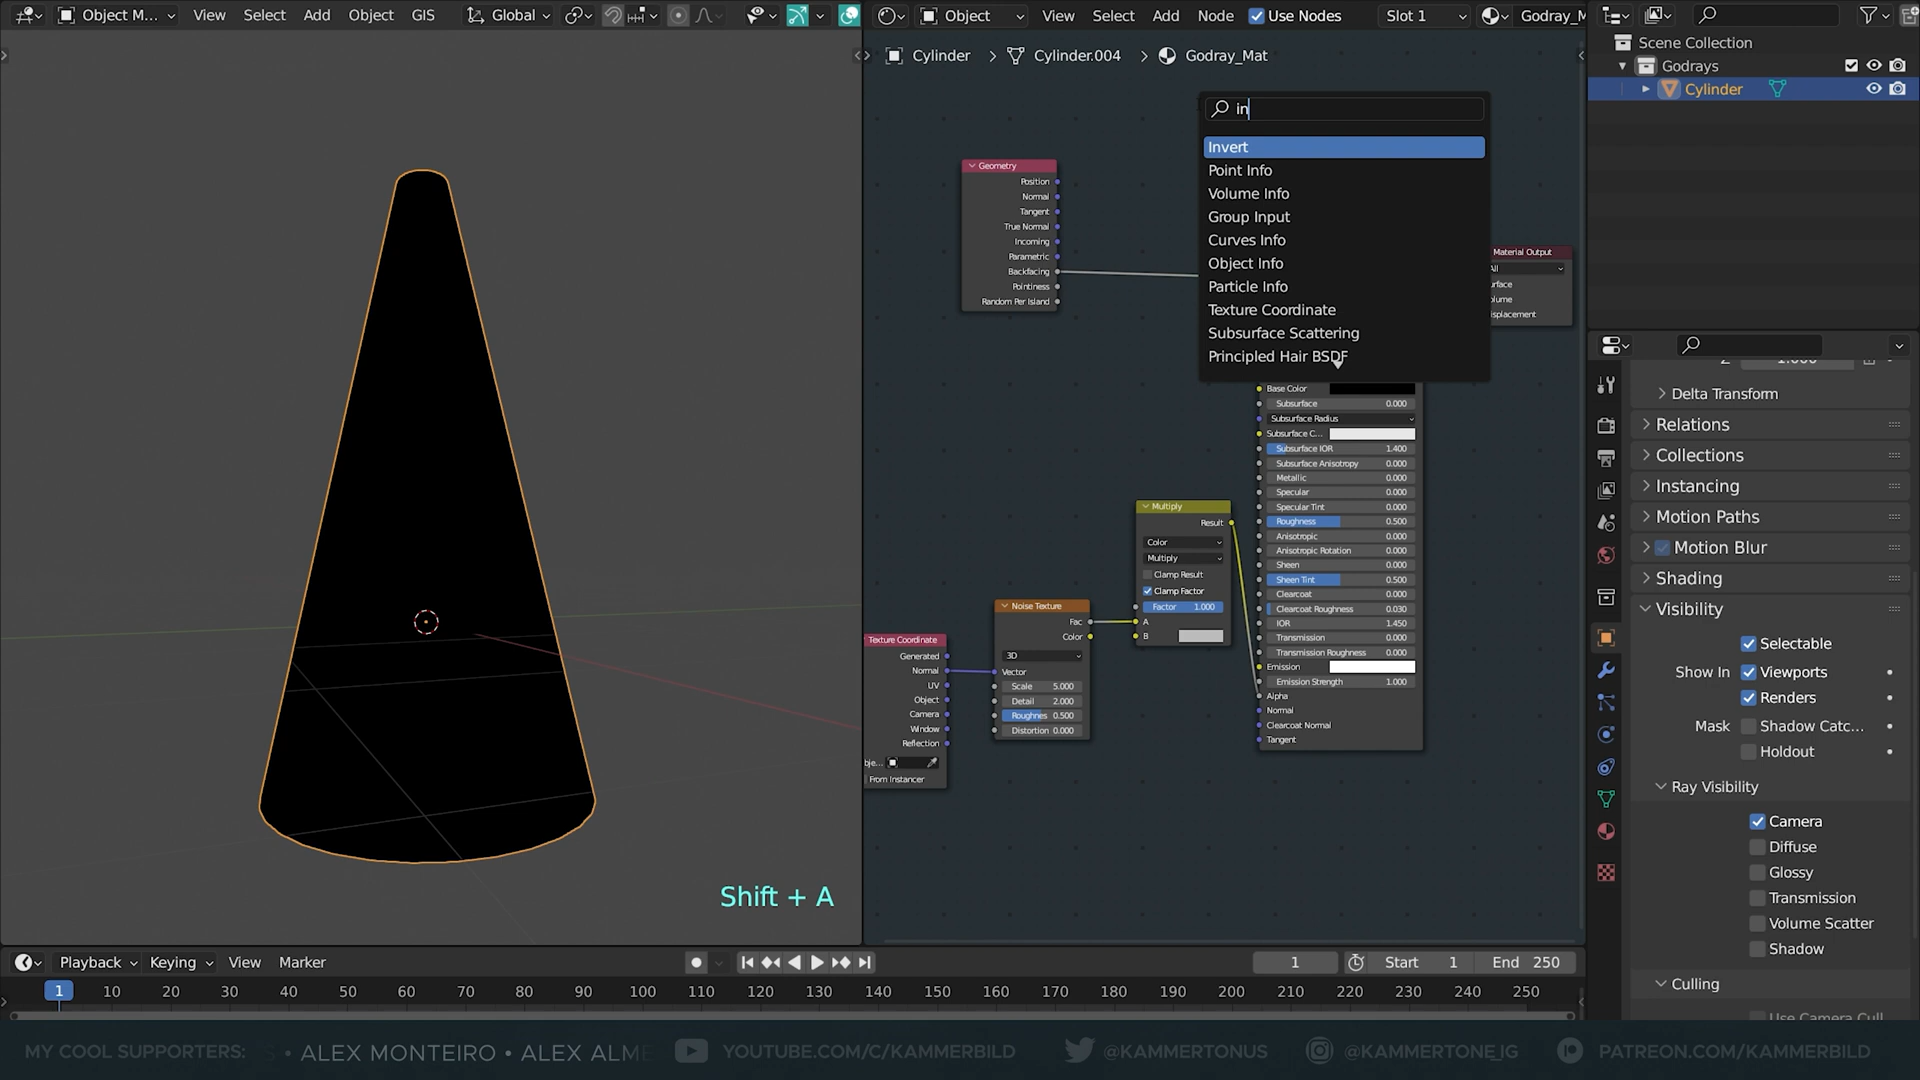 Object M...
View
Select
Add
Object
GIS
Global
Object
View
Select
Add
Node
Use Nodes
Slot 1
Godray_M
Cylinder > Cylinder.004 > Godray_Mat
in
Invert
Point Info
Volume Info
Group Input
Curves Info
Object Info
Particle Info
Texture Coordinate
Subsurface Scattering
Principled Hair BSDF
Geometry
Position
Normal
Tangent
True Normal
Incoming
Parametric
Backfacing
Pointiness
Random Per Island
Material Output
All
urface
olume
isplacement
Base Color
Subsurface 0.000
Subsurface Radius
Subsurface C...
Subsurface IOR 1.400
Subsurface Anisotropy 0.000
Metallic 0.000
Specular 0.000
Specular Tint 0.000
Roughness 0.500
Anisotropic 0.000
Anisotropic Rotation 0.000
Sheen 0.000
Sheen Tint 0.500
Clearcoat 0.000
Clearcoat Roughness 0.030
IOR 1.450
Transmission 0.000
Transmission Roughness 0.000
Emission
Emission Strength 1.000
Alpha
Normal
Clearcoat Normal
Tangent
Multiply
Result
Color
Multiply
Clamp Result
Clamp Factor
Factor 1.000
A
B
Noise Texture
Fac
Color
3D
Vector
Scale 5.000
Detail 2.000
Roughnes 0.500
Distortion 0.000
Texture Coordinate
Generated
Normal
UV
Object
Camera
Window
Reflection
bje...
From Instancer
Shift + A
Scene Collection
Godrays
Cylinder
Delta Transform
Relations
Collections
Instancing
Motion Paths
Motion Blur
Shading
Visibility
Selectable
Show In Viewports
Renders
Mask Shadow Catc...
Holdout
Ray Visibility
Camera
Diffuse
Glossy
Transmission
Volume Scatter
Shadow
Culling
Use Camera Cull
Playback
Keying
View
Marker
1
Start 1
End 250
1 10 20 30 40 50 60 70 80 90 100 110 120 130 140 150 160 170 180 190 200 210 220 230 240 250
MY COOL SUPPORTERS: S • ALEX MONTEIRO • ALEX ALME
YOUTUBE.COM/C/KAMMERBILD
@KAMMERTONUS
@KAMMERTONE_IG
PATREON.COM/KAMMERBILD